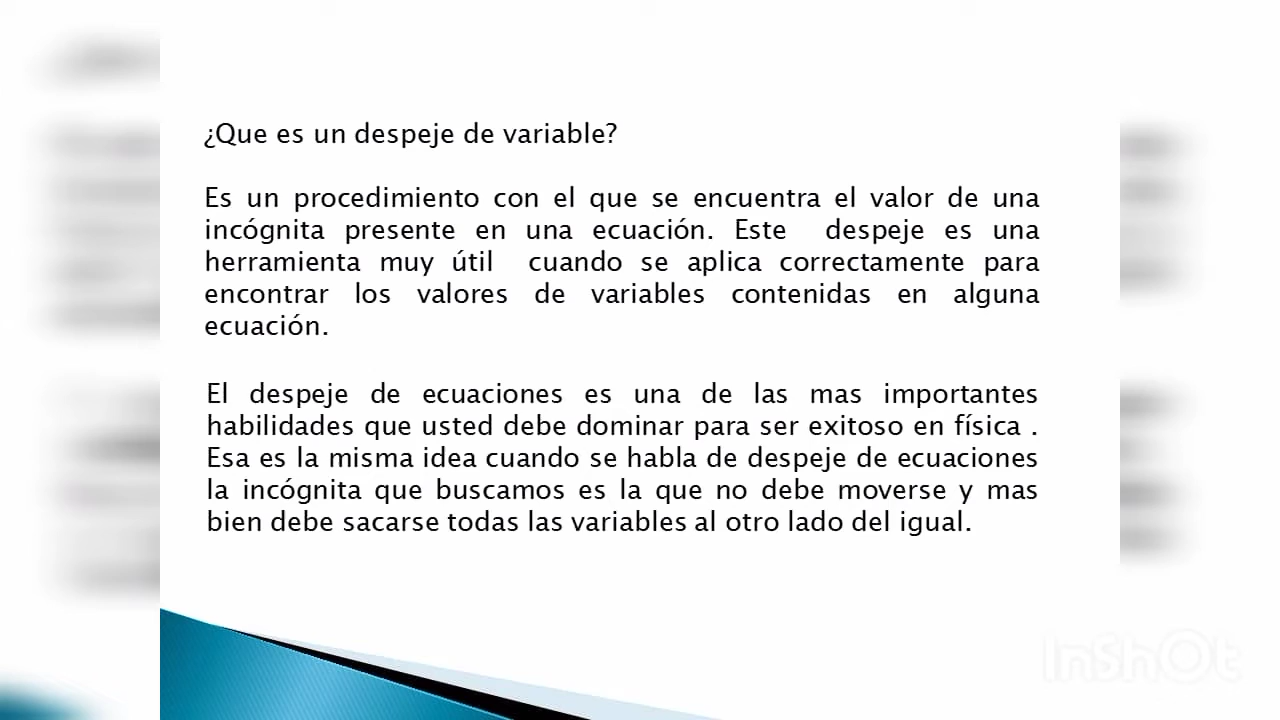 ¿Que es un despeje de variable?
Es un procedimiento con el que se encuentra el valor de una
incógnita presente en una ecuación. Este despeje es una
herramienta muy útil cuando se aplica correctamente para
encontrar los valores de variables contenidas en alguna
ecuación.
El despeje de ecuaciones es una de las mas importantes
habilidades que usted debe dominar para ser exitoso en física .
Esa es la misma idea cuando se habla de despeje de ecuaciones
la incógnita que buscamos es la que no debe moverse y mas
bien debe sacarse todas las variables al otro lado del igual.
InShOt